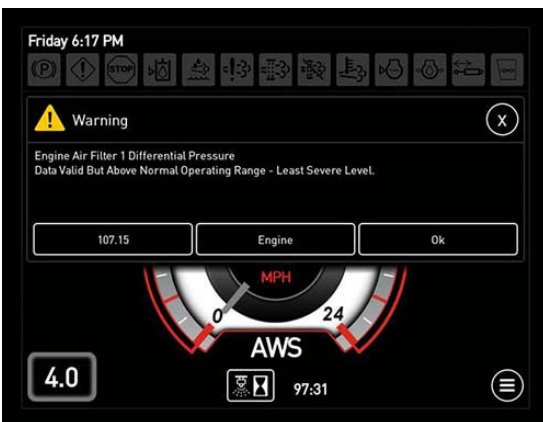 Friday 6:17 PM
(P) STOP
Warning X
Engine Air Filter 1 Differential Pressure
Data Valid But Above Normal Operating Range - Least Severe Level.
107.15 Engine Ok
MPH
0 24
AWS
4.0 97:31